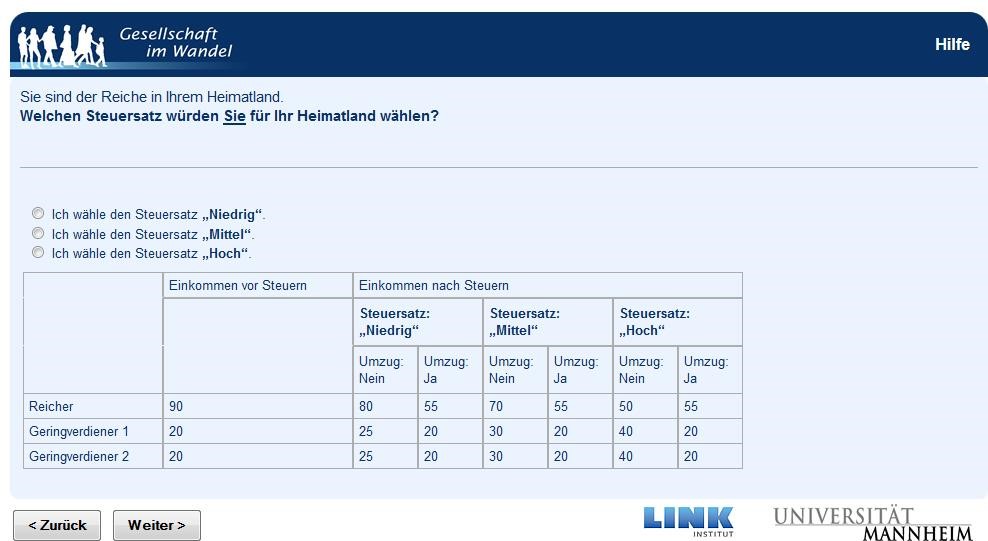 Gesellschaft
im Wandel
Hilfe
Sie sind der Reiche in Ihrem Heimatland.
Welchen Steuersatz würden Sie für Ihr Heimatland wählen?
Ich wähle den Steuersatz „Niedrig“.
Ich wähle den Steuersatz „Mittel“.
Ich wähle den Steuersatz „Hoch“.
Einkommen vor Steuern Einkommen nach Steuern
Steuersatz: Steuersatz: Steuersatz:
„Niedrig“ „Mittel“ „Hoch“
Umzug: Umzug: Umzug: Umzug: Umzug: Umzug:
Nein Ja Nein Ja Nein Ja
Reicher 90 80 55 70 55 50 55
Geringverdiener 1 20 25 20 30 20 40 20
Geringverdiener 2 20 25 20 30 20 40 20
< Zurück Weiter >
LINK
INSTITUT
UNIVERSITÄT
MANNHEIM